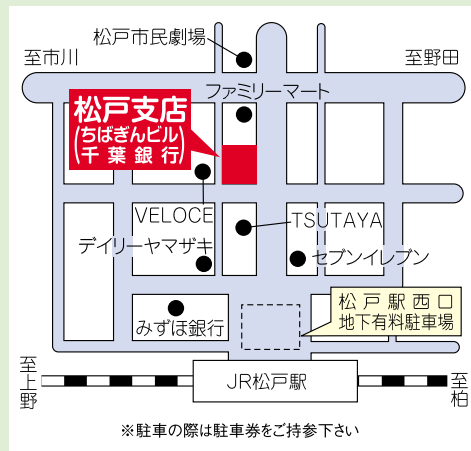 松戸市民劇場
至市川
至野田
ファミリーマート
松戸支店
(ちばぎんビル)
(千葉銀行)
VELOCE
TSUTAYA
デイリーヤマザキ
セブンイレブン
松戸駅西口
地下有料駐車場
みずほ銀行
至上野
JR松戸駅
至柏
※駐車の際は駐車券をご持参下さい